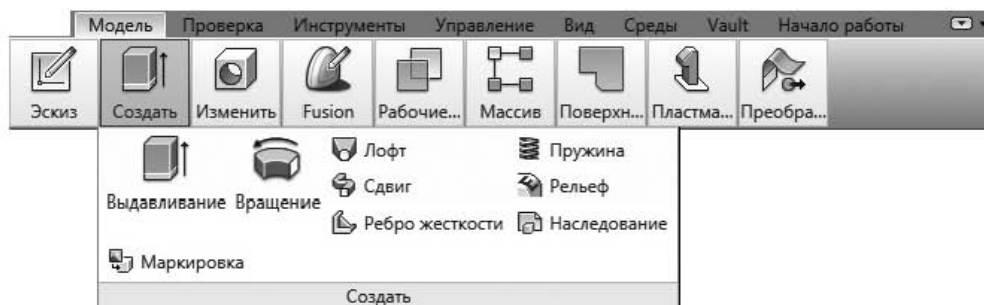 Модель Проверка Инструменты Управление Вид Среды Vault Начало работы
Эскиз Создать Изменить Fusion Рабочие... Массив Поверхн... Пластма... Преобра...
Лофт Пружина
Сдвиг Рельеф
Выдавливание Вращение
Ребро жесткости Наследование
Маркировка
Создать